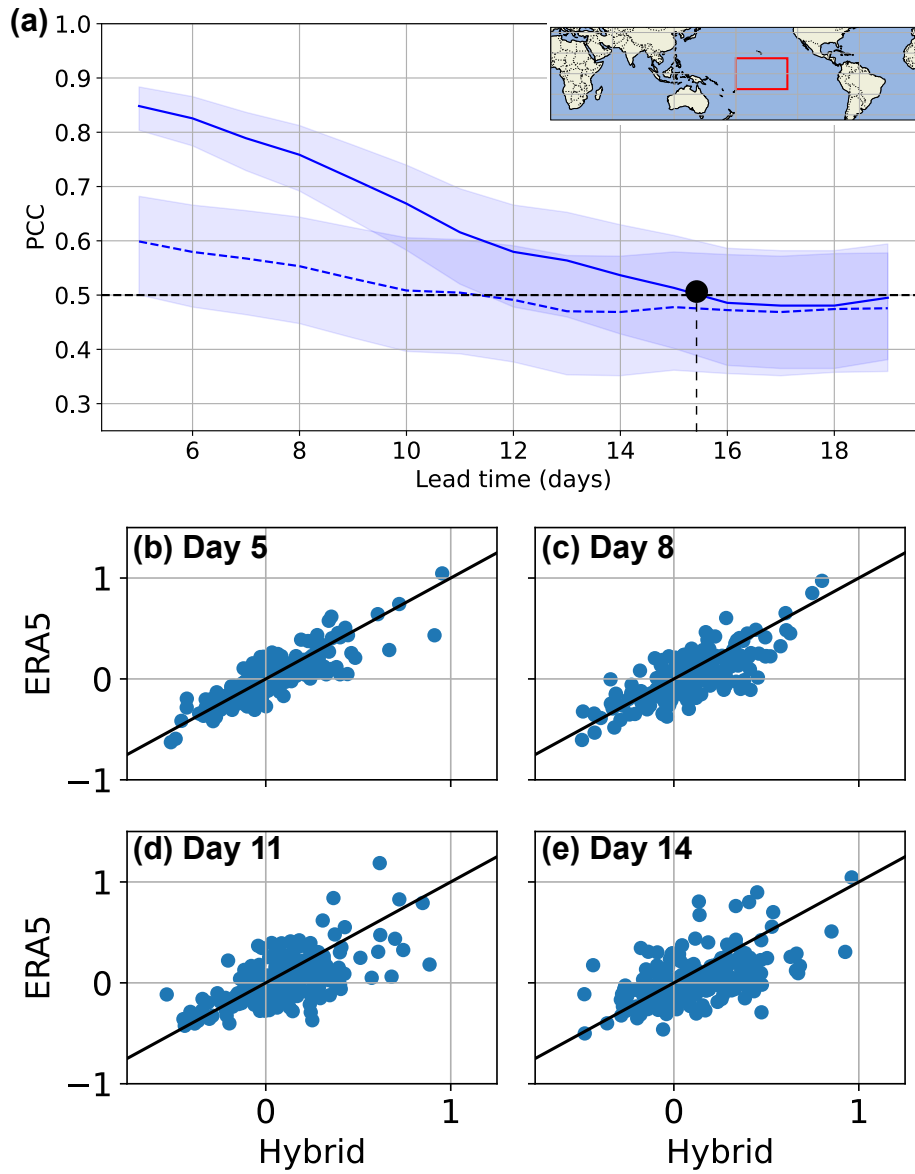 (a)
1.0
0.9
0.8
0.7
0.6
0.5
0.4
0.3
PCC
6 8 10 12 14 16 18
Lead time (days)
(b) Day 5
(c) Day 8
1
0
−1
ERA5
(d) Day 11
(e) Day 14
1
0
−1
ERA5
0 1
0 1
Hybrid
Hybrid